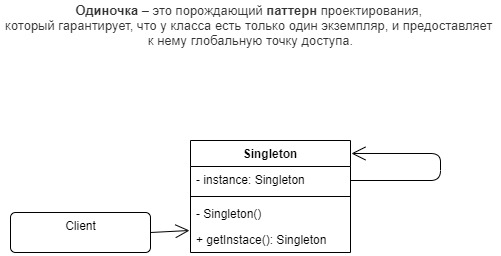 Одиночка – это порождающий паттерн проектирования,
который гарантирует, что у класса есть только один экземпляр, и предоставляет
к нему глобальную точку доступа.
Singleton
- instance: Singleton
- Singleton()
+ getInstace(): Singleton
Client